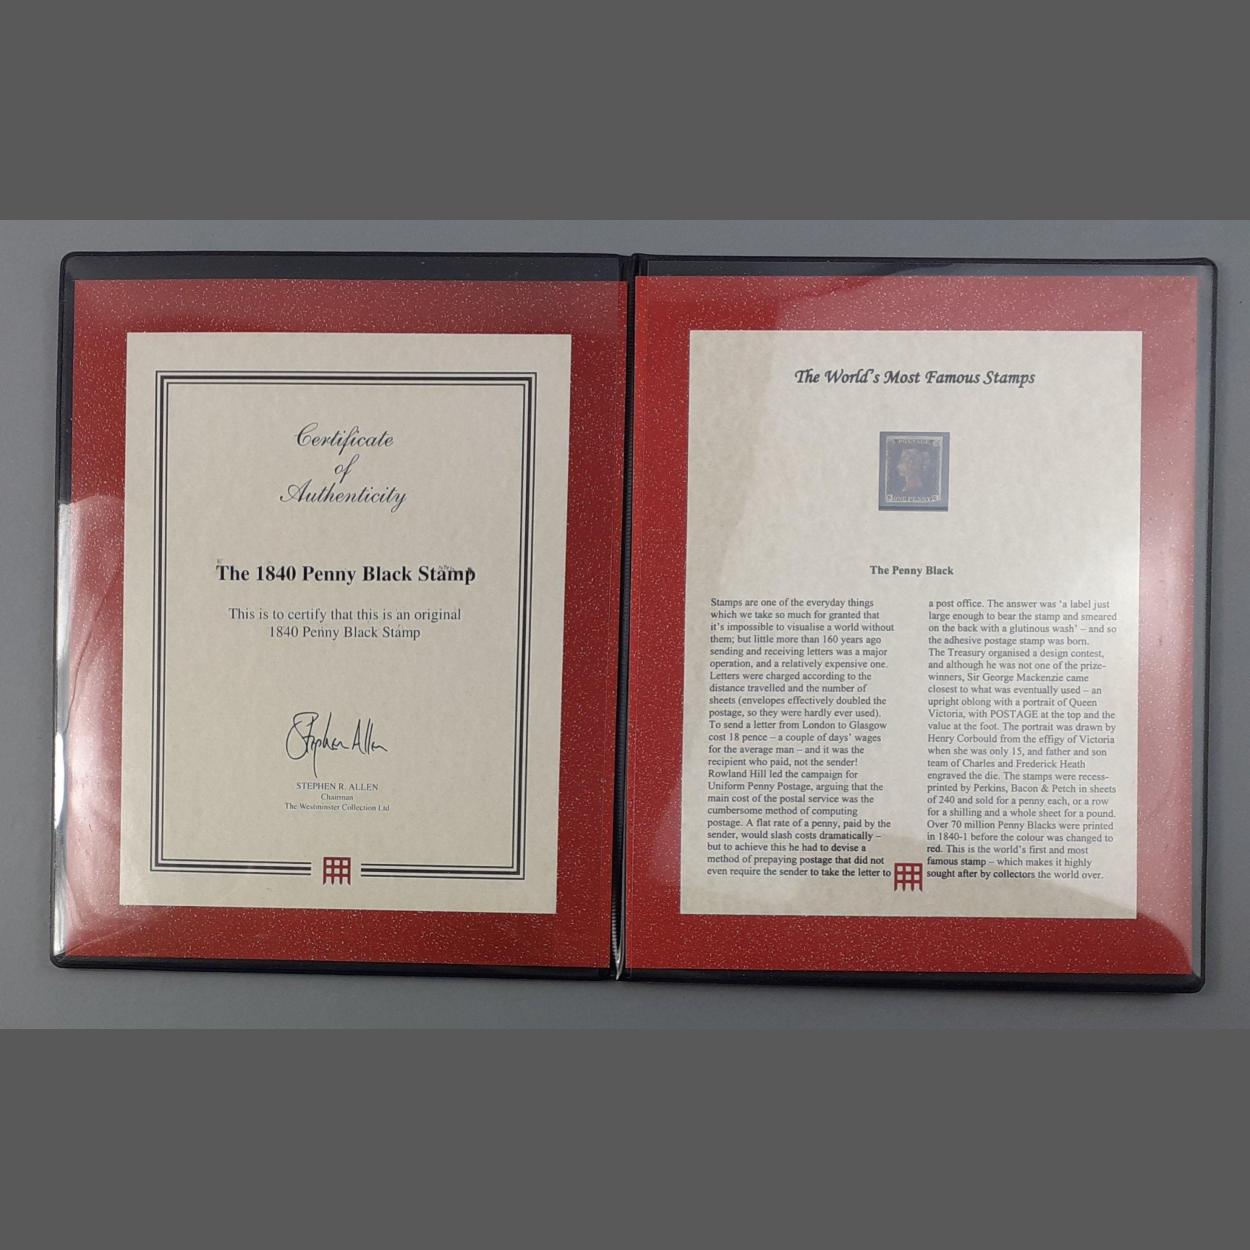 Certificate
of
Authenticity
The 1840 Penny Black Stamp
This is to certify that this is an original
1840 Penny Black Stamp
Stephen Allen
STEPHEN R. ALLEN
Chairman
The Westminster Collection Ltd
The World's Most Famous Stamps
POSTAGE
ONE PENNY
The Penny Black
Stamps are one of the everyday things
which we take so much for granted that
it's impossible to visualise a world without
them; but little more than 160 years ago
sending and receiving letters was a major
operation, and a relatively expensive one.
Letters were charged according to the
distance travelled and the number of
sheets (envelopes effectively doubled the
postage, so they were hardly ever used).
To send a letter from London to Glasgow
cost 18 pence – a couple of days' wages
for the average man – and it was the
recipient who paid, not the sender!
Rowland Hill led the campaign for
Uniform Penny Postage, arguing that the
main cost of the postal service was the
cumbersome method of computing
postage. A flat rate of a penny, paid by the
sender, would slash costs dramatically –
but to achieve this he had to devise a
method of prepaying postage that did not
even require the sender to take the letter to
a post office. The answer was 'a label just
large enough to bear the stamp and smeared
on the back with a glutinous wash' – and so
the adhesive postage stamp was born.
The Treasury organised a design contest,
and although he was not one of the prize-
winners, Sir George Mackenzie came
closest to what was eventually used – an
upright oblong with a portrait of Queen
Victoria, with POSTAGE at the top and the
value at the foot. The portrait was drawn by
Henry Corbould from the effigy of Victoria
when she was only 15, and father and son
team of Charles and Frederick Heath
engraved the die. The stamps were recess-
printed by Perkins, Bacon & Petch in sheets
of 240 and sold for a penny each, or a row
for a shilling and a whole sheet for a pound.
Over 70 million Penny Blacks were printed
in 1840-1 before the colour was changed to
red. This is the world's first and most
famous stamp – which makes it highly
sought after by collectors the world over.